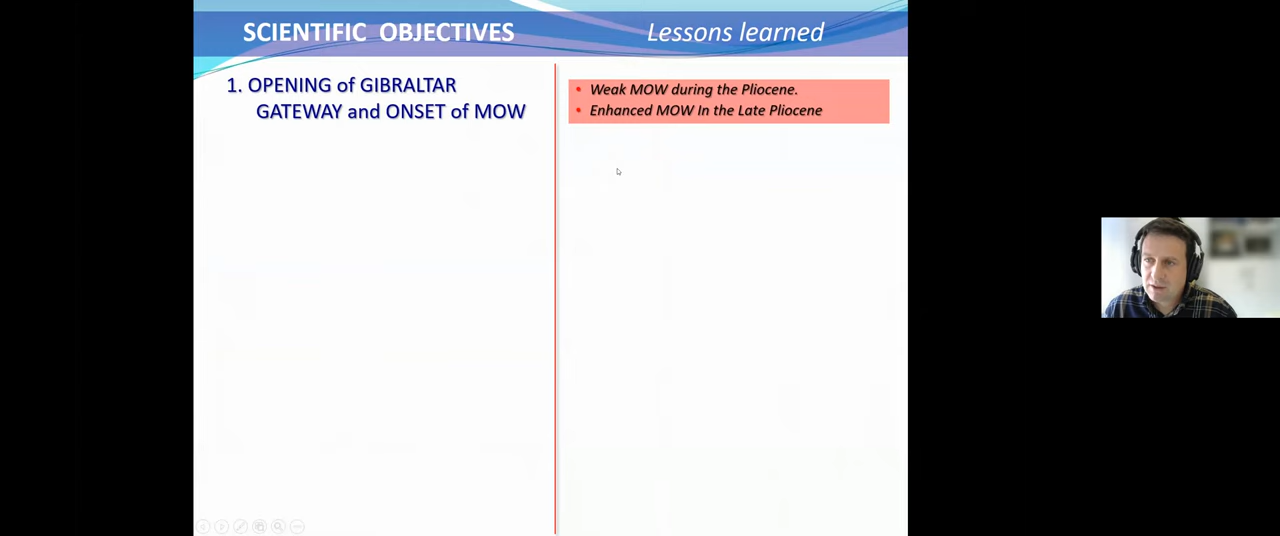 SCIENTIFIC OBJECTIVES
Lessons learned
1. OPENING of GIBRALTAR
GATEWAY and ONSET of MOW
• Weak MOW during the Pliocene.
• Enhanced MOW In the Late Pliocene